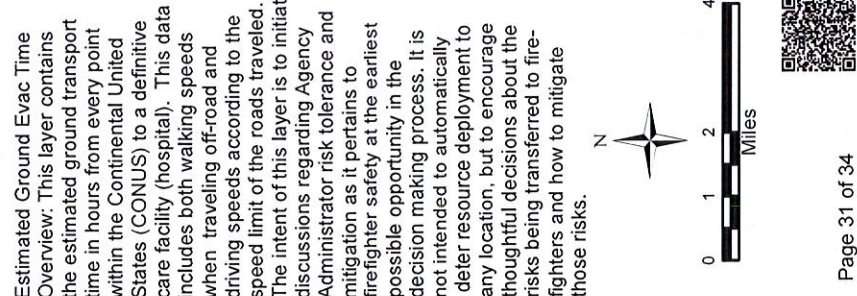 Estimated Ground Evac Time
Overview: This layer contains
the estimated ground transport
time in hours from every point
within the Continental United
States (CONUS) to a definitive
care facility (hospital). This data
includes both walking speeds
when traveling off-road and
driving speeds according to the
speed limit of the roads traveled.
The intent of this layer is to initiat
discussions regarding Agency
Administrator risk tolerance and
mitigation as it pertains to
firefighter safety at the earliest
possible opportunity in the
decision making process. It is
not intended to automatically
deter resource deployment to
any location, but to encourage
thoughtful decisions about the
risks being transferred to fire-
fighters and how to mitigate
those risks.
N
0 1 2 4
Miles
Page 31 of 34